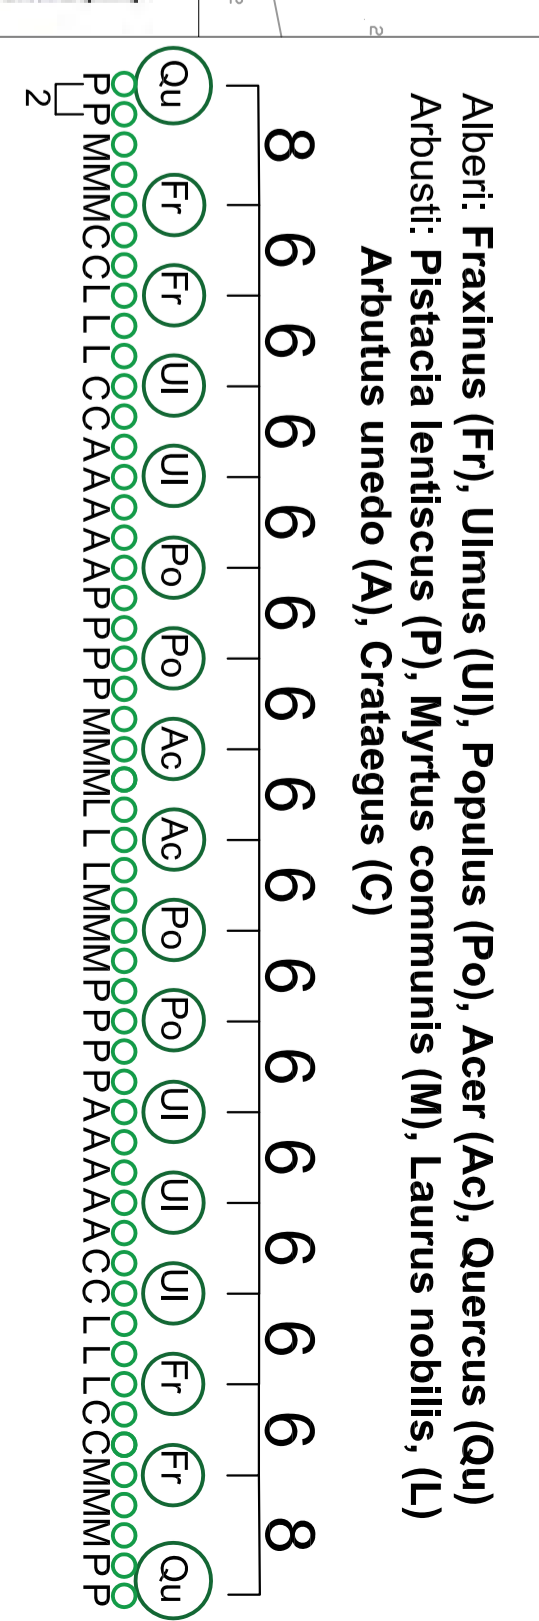 2
Alberi: Fraxinus (Fr), Ulmus (Ul), Populus (Po), Acer (Ac), Quercus (Qu)
Arbusti: Pistacia lentiscus (P), Myrtus communis (M), Laurus nobilis, (L)
Arbutus unedo (A), Crataegus (C)
8 6 6 6 6 6 6 6 6 6 6 6 6 6 6 8
Qu Fr Fr Ul Ul Po Po Ac Ac Po Po Ul Ul Ul Fr Fr Qu
P P M M M C C L L L C C A A A A A P P P P M M M L L L M M M P P P P A A A A A C C L L L C C M M M P P
2